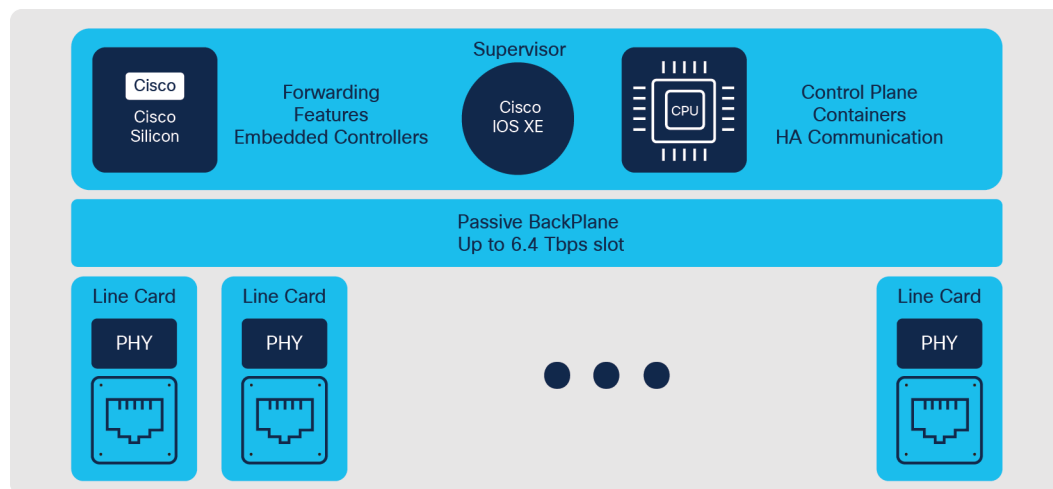 Supervisor
Cisco
Cisco
Silicon
Forwarding
Features
Embedded Controllers
Cisco
IOS XE
CPU
Control Plane
Containers
HA Communication
Passive BackPlane
Up to 6.4 Tbps slot
Line Card
PHY
Line Card
PHY
Line Card
PHY